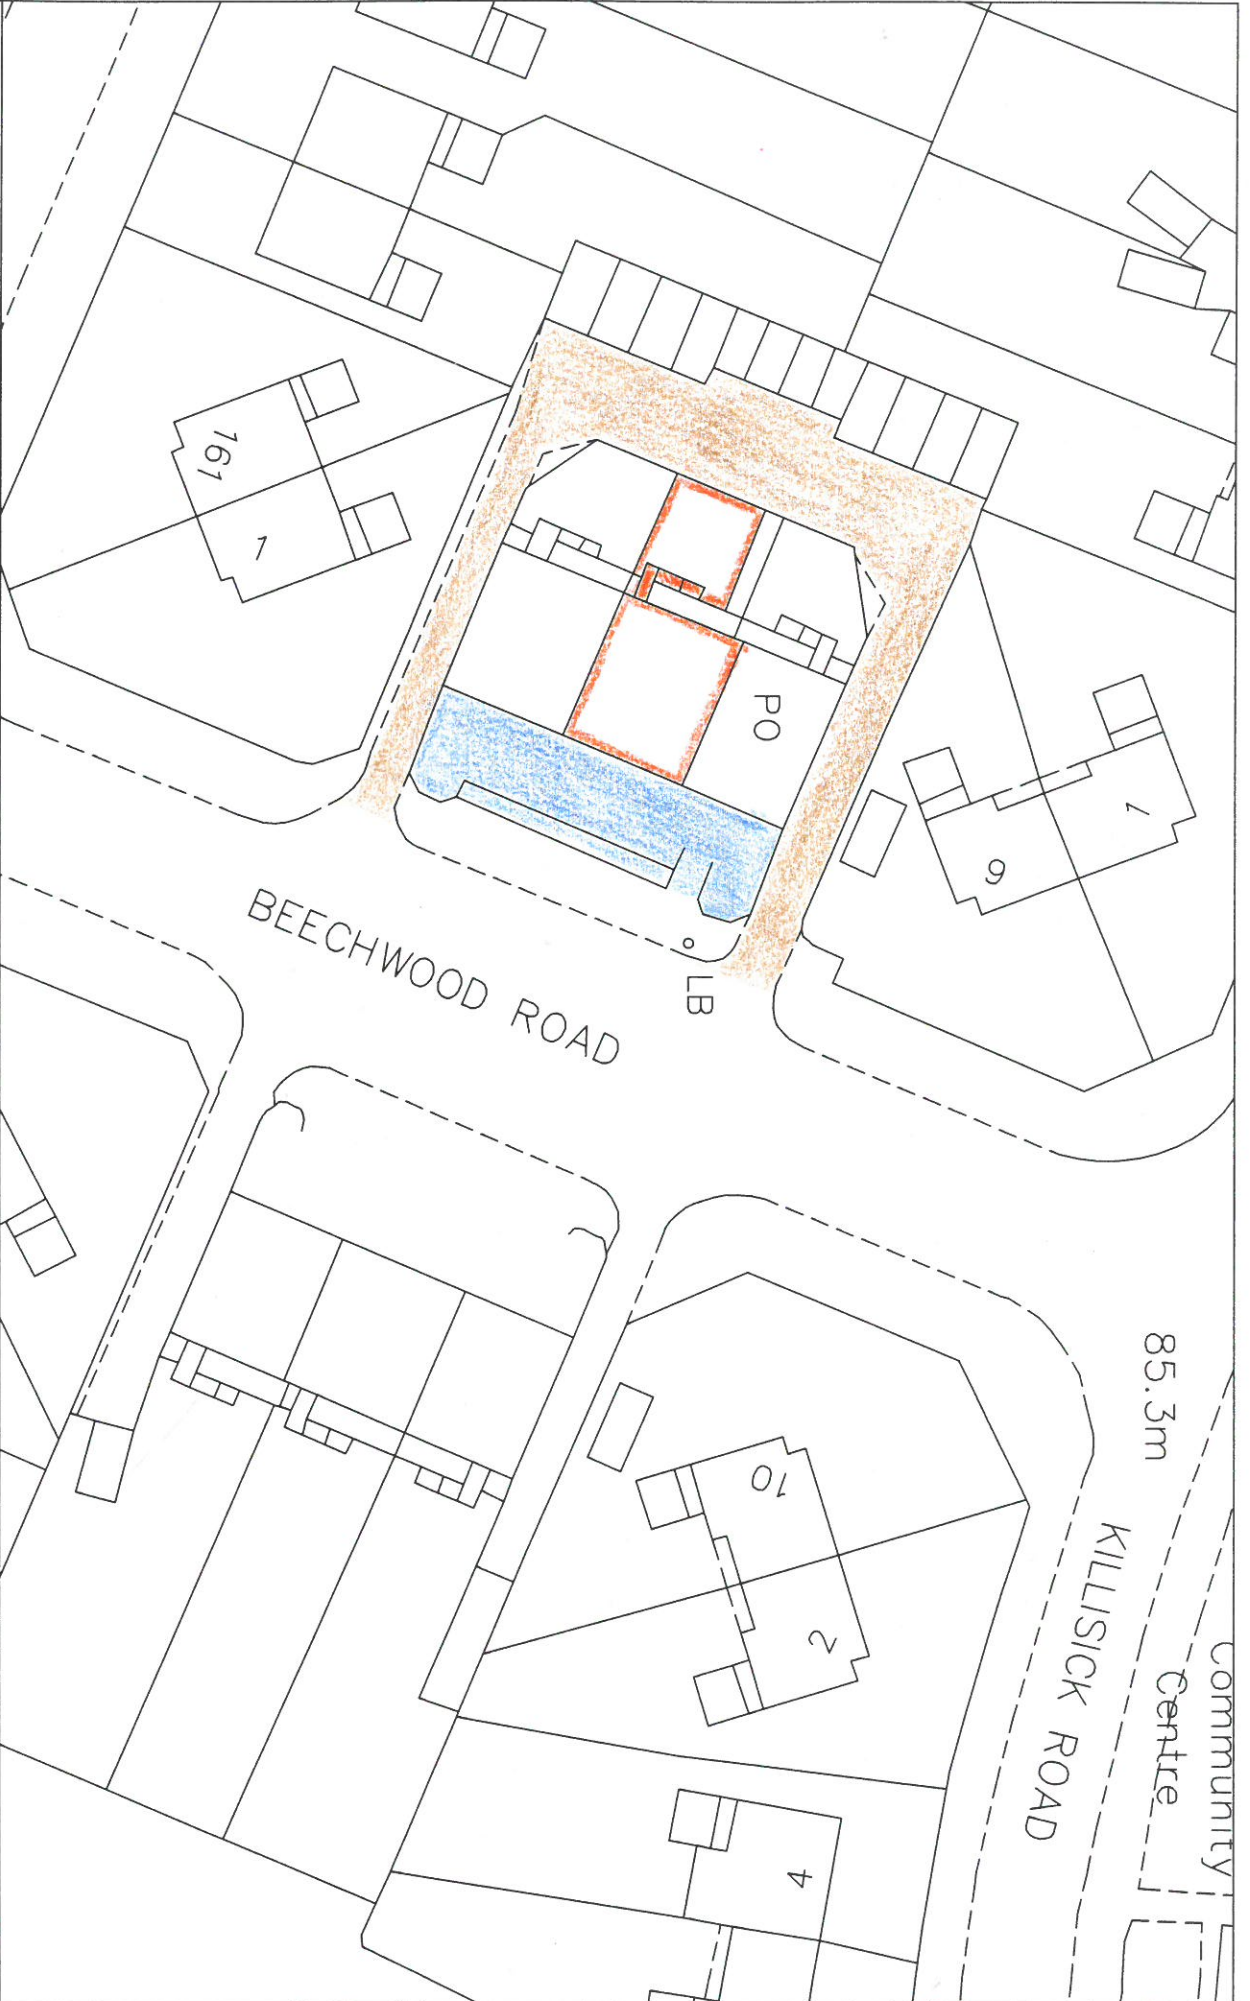 161
1
PO
1
9
LB
BEECHWOOD ROAD
85.3m
10
2
KILLISICK ROAD
Community
Centre
4